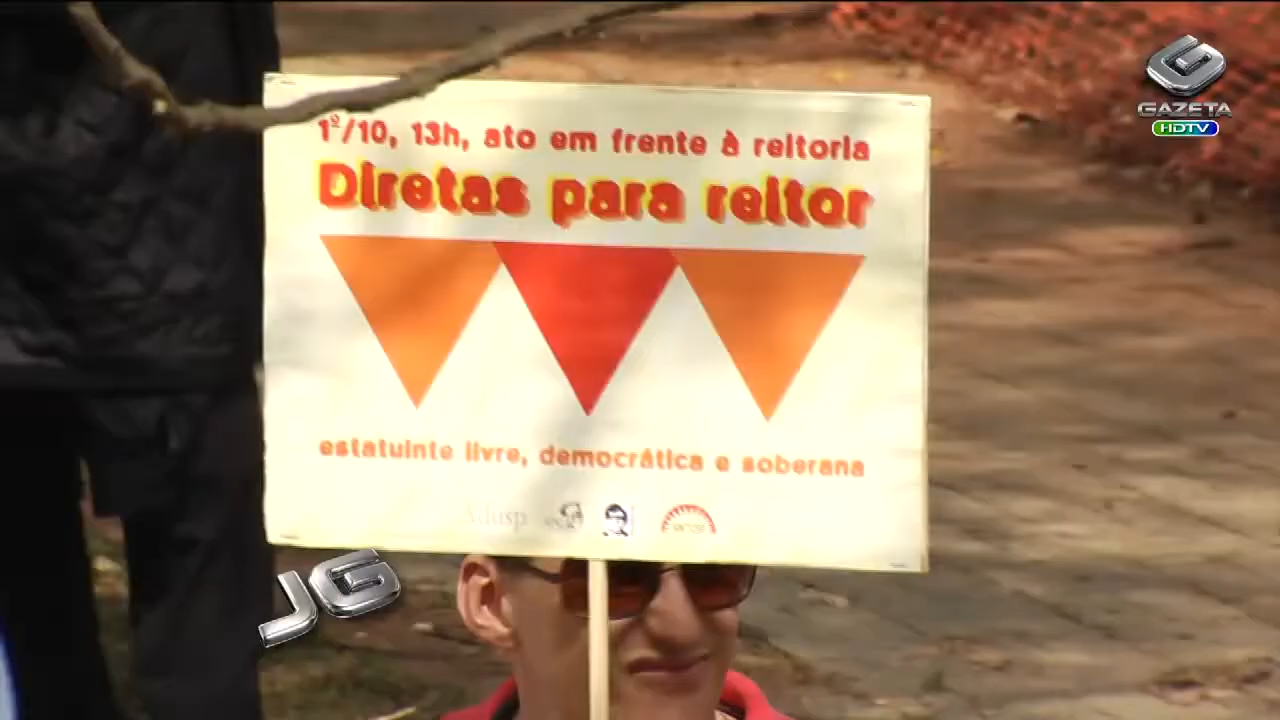 GAZETA
HDTV
1º/10, 13h, ato em frente à reitoria
Diretas para reitor
estatuinte livre, democrática e soberana
Adusp
JG